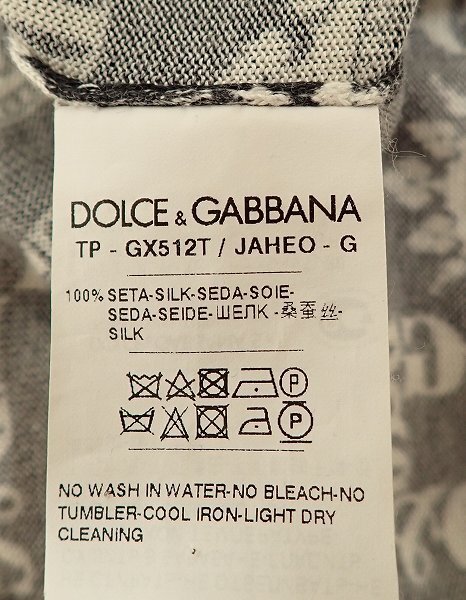 DOLCE & GABBANA
TP - GX512T / JAHEO - G
100% SETA-SILK-SEDA-SOIE-
SEDA-SEIDE-ШЕЛК-桑蚕丝-
SILK
P
P
NO WASH IN WATER-NO BLEACH-NO
TUMBLER-COOL IRON-LIGHT DRY
CLEANING